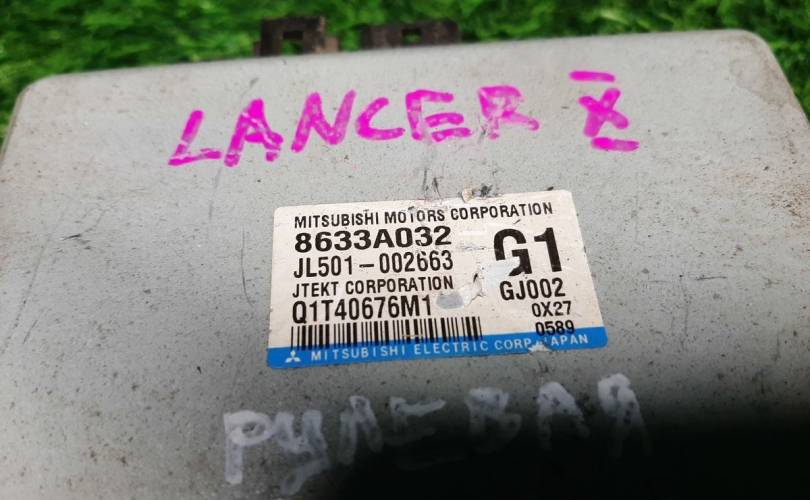 LANCER X
MITSUBISHI MOTORS CORPORATION
8633A032
G1
JL501-002663
JTEKT CORPORATION
GJ002
Q1T40676M1
0X27
0589
MITSUBISHI ELECTRIC CORP. JAPAN
РУЛЕВАЯ